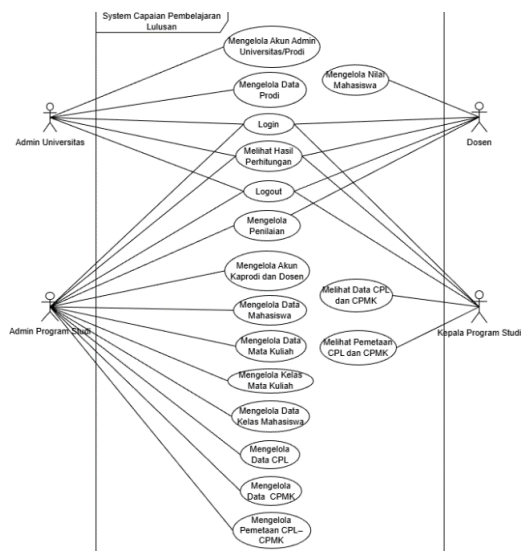 System Capaian Pembelajaran
Lulusan
Mengelola Akun Admin
Universitas/Prodi
Mengelola Data
Prodi
Mengelola Nilai
Mahasiswa
Login
Admin Universitas
Dosen
Melihat Hasil
Perhitungan
Logout
Mengelola
Penilaian
Mengelola Akun
Kaprodi dan Dosen
Melihat Data CPL
dan CPMK
Mengelola Data
Mahasiswa
Admin Program Studi
Kepala Program Studi
Mengelola Data
Mata Kuliah
Melihat Pemetaan
CPL dan CPMK
Mengelola Kelas
Mata Kuliah
Mengelola Data
Kelas Mahasiswa
Mengelola
Data CPL
Mengelola
Data CPMK
Mengelola
Pemetaan CPL–
CPMK